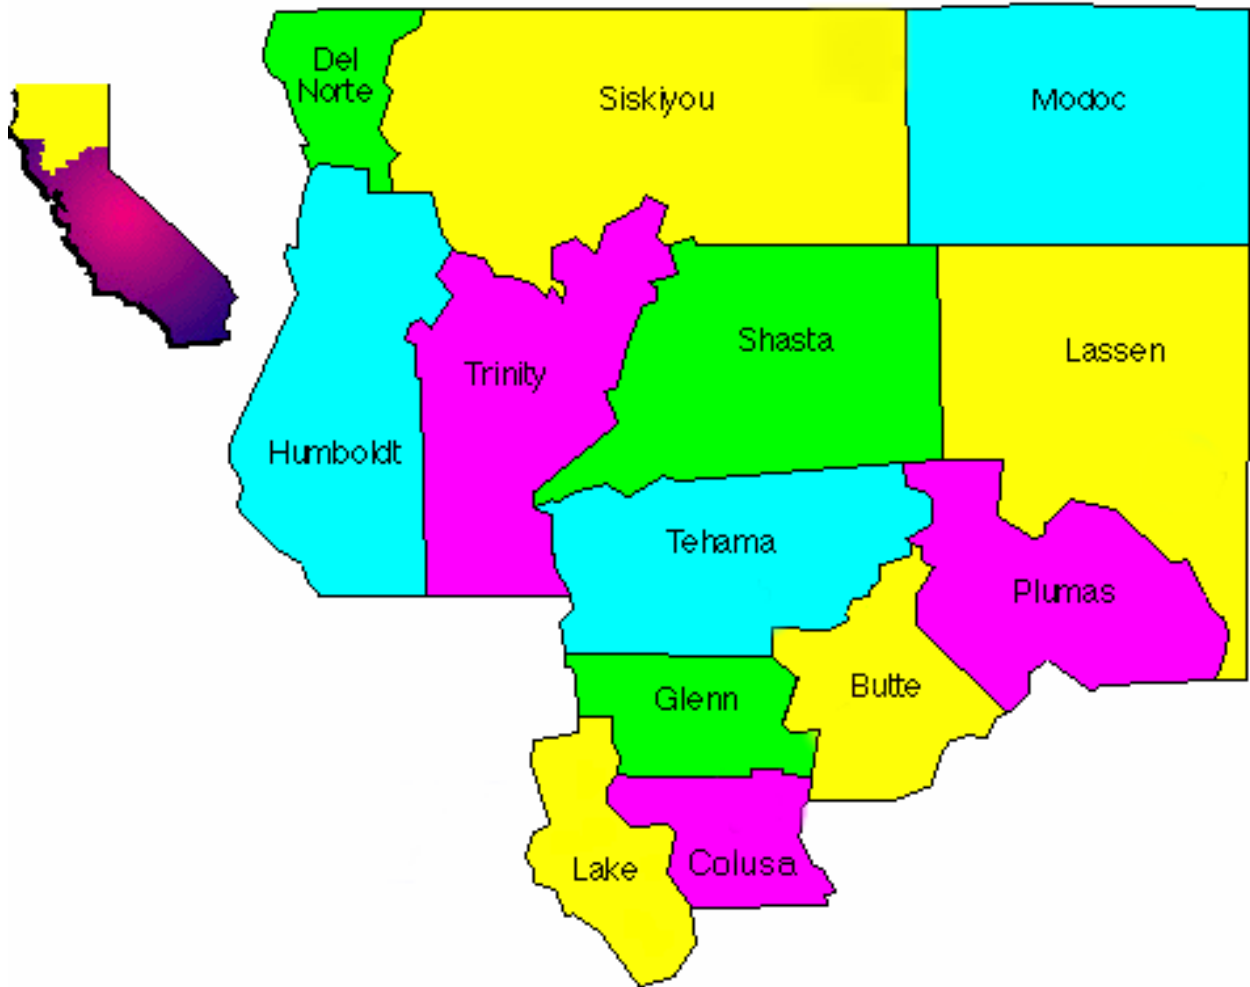 Del
Norte
Siskiyou
Modoc
Shasta
Lassen
Trinity
Humboldt
Tehama
Plumas
Butte
Glenn
Lake
Colusa